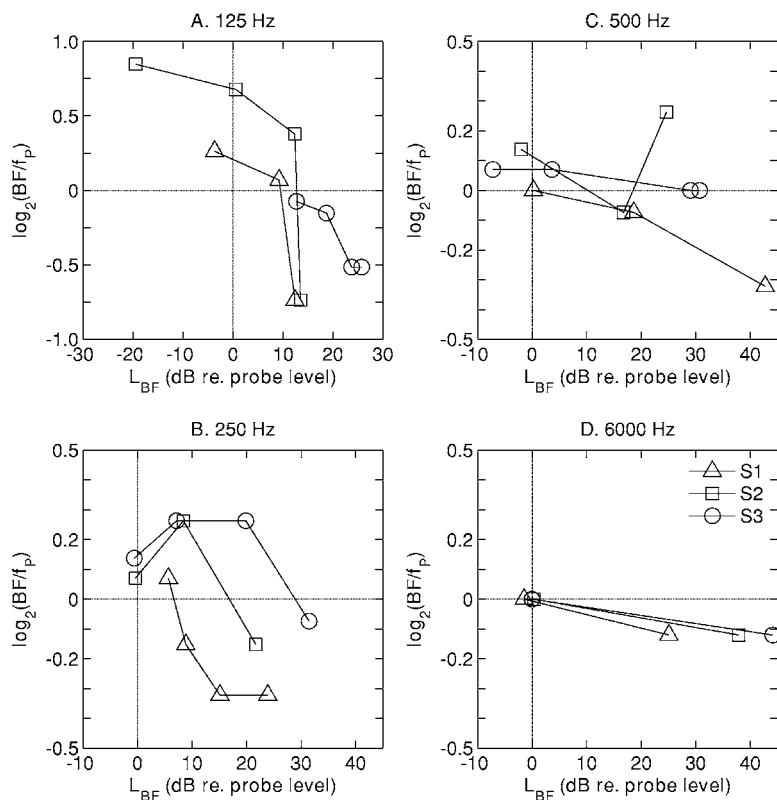 A. 125 Hz
1.0
0.5
0
-0.5
-1.0
log2(BF/fP)
-30 -20 -10 0 10 20 30
LBF (dB re. probe level)
C. 500 Hz
0.5
0.2
0
-0.2
-0.5
log2(BF/fP)
-10 0 10 20 30 40
LBF (dB re. probe level)
B. 250 Hz
0.5
0.2
0
-0.2
-0.5
log2(BF/fP)
-10 0 10 20 30 40
LBF (dB re. probe level)
D. 6000 Hz
S1
S2
S3
0.5
0.2
0
-0.2
-0.5
log2(BF/fP)
-10 0 10 20 30 40
LBF (dB re. probe level)